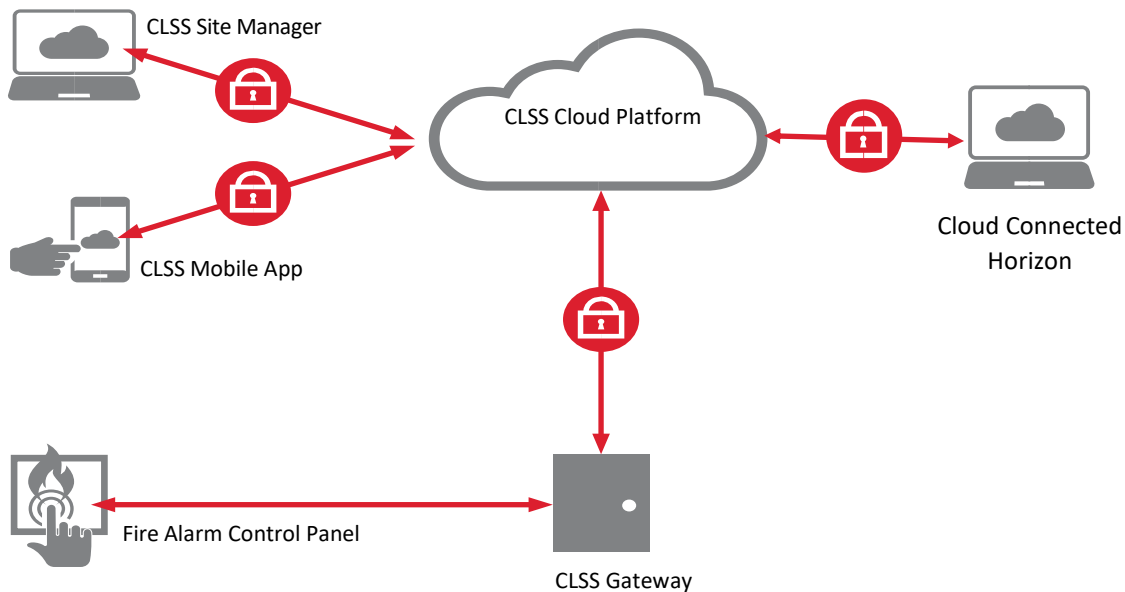 CLSS Site Manager
CLSS Cloud Platform
Cloud Connected
Horizon
CLSS Mobile App
Fire Alarm Control Panel
CLSS Gateway